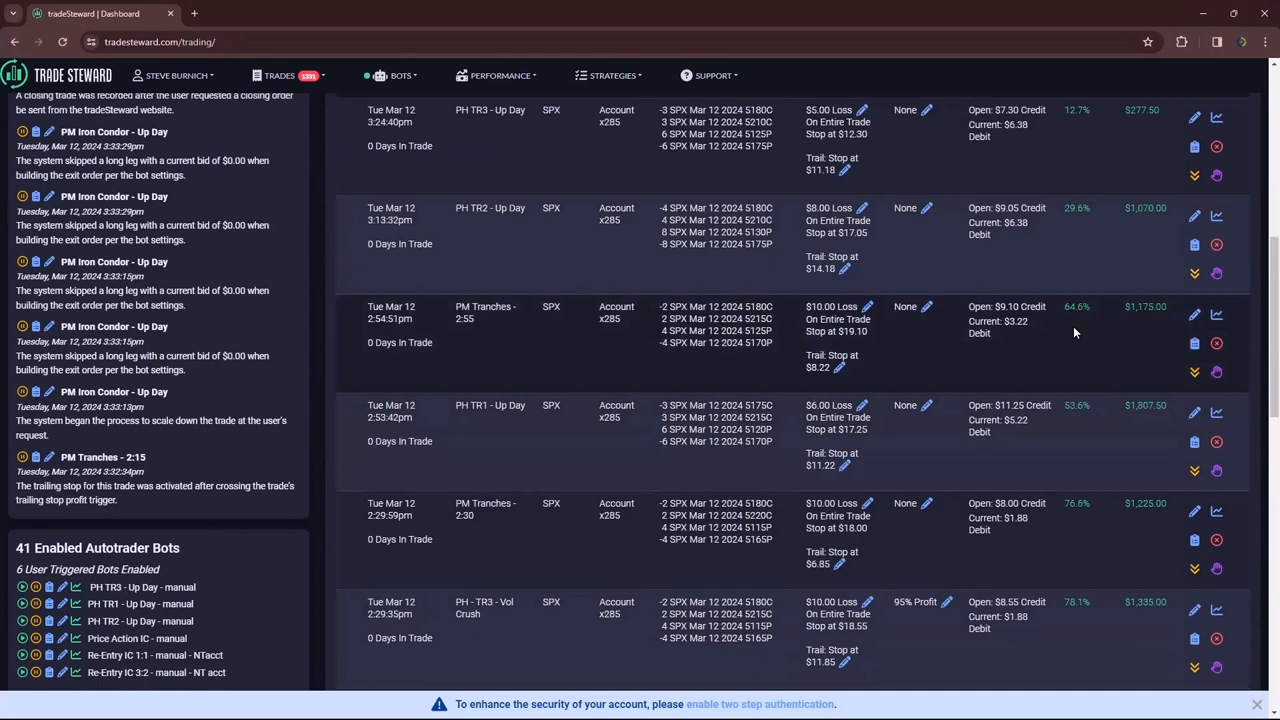 tradeSteward | Dashboard
tradesteward.com/trading/
TRADE STEWARD
STEVE BURNICH
TRADES 1331
BOTS
PERFORMANCE
STRATEGIES
SUPPORT
A closing trade was recorded after the user requested a closing order
be sent from the tradeSteward website.
PM Iron Condor - Up Day
Tuesday, Mar 12, 2024 3:33:29pm
The system skipped a long leg with a current bid of $0.00 when
building the exit order per the bot settings.
PM Iron Condor - Up Day
Tuesday, Mar 12, 2024 3:33:29pm
The system skipped a long leg with a current bid of $0.00 when
building the exit order per the bot settings.
PM Iron Condor - Up Day
Tuesday, Mar 12, 2024 3:33:15pm
The system skipped a long leg with a current bid of $0.00 when
building the exit order per the bot settings.
PM Iron Condor - Up Day
Tuesday, Mar 12, 2024 3:33:15pm
The system skipped a long leg with a current bid of $0.00 when
building the exit order per the bot settings.
PM Iron Condor - Up Day
Tuesday, Mar 12, 2024 3:33:13pm
The system began the process to scale down the trade at the user's
request.
PM Tranches - 2:15
Tuesday, Mar 12, 2024 3:32:34pm
The trailing stop for this trade was activated after crossing the trade's
trailing stop profit trigger.
41 Enabled Autotrader Bots
6 User Triggered Bots Enabled
PH TR3 - Up Day - manual
PH TR1 - Up Day - manual
PH TR2 - Up Day - manual
Price Action IC - manual
Re-Entry IC 1:1 - manual - NTacct
Re-Entry IC 3:2 - manual - NT acct
Tue Mar 12 PH TR3 - Up Day SPX Account -3 SPX Mar 12 2024 5180C $5.00 Loss None Open: $7.30 Credit 12.7% $277.50
3:24:40pm x285 3 SPX Mar 12 2024 5210C On Entire Trade Current: $6.38
6 SPX Mar 12 2024 5125P Stop at $12.30 Debit
0 Days In Trade -6 SPX Mar 12 2024 5175P
Trail: Stop at
$11.18
Tue Mar 12 PH TR2 - Up Day SPX Account -4 SPX Mar 12 2024 5180C $8.00 Loss None Open: $9.05 Credit 29.6% $1,070.00
3:13:32pm x285 4 SPX Mar 12 2024 5210C On Entire Trade Current: $6.38
8 SPX Mar 12 2024 5130P Stop at $17.05 Debit
0 Days In Trade -8 SPX Mar 12 2024 5175P
Trail: Stop at
$14.18
Tue Mar 12 PM Tranches - SPX Account -2 SPX Mar 12 2024 5180C $10.00 Loss None Open: $9.10 Credit 64.6% $1,175.00
2:54:51pm 2:55 x285 2 SPX Mar 12 2024 5215C On Entire Trade Current: $3.22
4 SPX Mar 12 2024 5125P Stop at $19.10 Debit
0 Days In Trade -4 SPX Mar 12 2024 5170P
Trail: Stop at
$8.22
Tue Mar 12 PH TR1 - Up Day SPX Account -3 SPX Mar 12 2024 5175C $6.00 Loss None Open: $11.25 Credit 53.6% $1,807.50
2:53:42pm x285 3 SPX Mar 12 2024 5215C On Entire Trade Current: $5.22
6 SPX Mar 12 2024 5120P Stop at $17.25 Debit
0 Days In Trade -6 SPX Mar 12 2024 5170P
Trail: Stop at
$11.22
Tue Mar 12 PM Tranches - SPX Account -2 SPX Mar 12 2024 5180C $10.00 Loss None Open: $8.00 Credit 76.6% $1,225.00
2:29:59pm 2:30 x285 2 SPX Mar 12 2024 5220C On Entire Trade Current: $1.88
4 SPX Mar 12 2024 5115P Stop at $18.00 Debit
0 Days In Trade -4 SPX Mar 12 2024 5165P
Trail: Stop at
$6.85
Tue Mar 12 PH - TR3 - Vol SPX Account -2 SPX Mar 12 2024 5180C $10.00 Loss 95% Profit Open: $8.55 Credit 78.1% $1,335.00
2:29:35pm Crush x285 2 SPX Mar 12 2024 5215C On Entire Trade Current: $1.88
4 SPX Mar 12 2024 5115P Stop at $18.55 Debit
0 Days In Trade -4 SPX Mar 12 2024 5165P
Trail: Stop at
$11.85
To enhance the security of your account, please enable two step authentication.